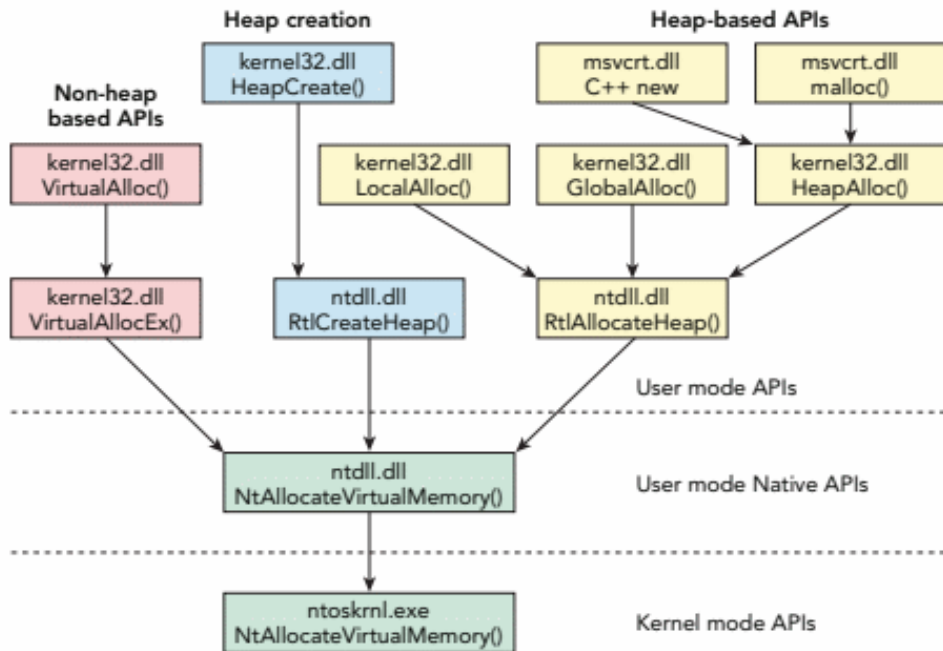 Heap creation
Heap-based APIs
kernel32.dll
HeapCreate()
msvcrt.dll
C++ new
msvcrt.dll
malloc()
Non-heap
based APIs
kernel32.dll
VirtualAlloc()
kernel32.dll
LocalAlloc()
kernel32.dll
GlobalAlloc()
kernel32.dll
HeapAlloc()
kernel32.dll
VirtualAllocEx()
ntdll.dll
RtlCreateHeap()
ntdll.dll
RtlAllocateHeap()
User mode APIs
ntdll.dll
NtAllocateVirtualMemory()
User mode Native APIs
ntoskrnl.exe
NtAllocateVirtualMemory()
Kernel mode APIs